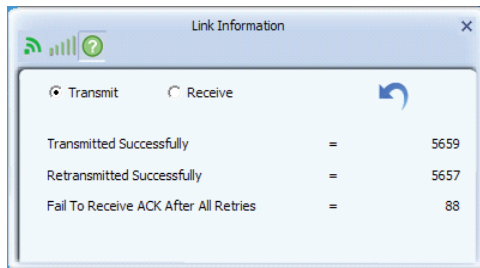 Link Information
Transmit Receive
Transmitted Successfully = 5659
Retransmitted Successfully = 5657
Fail To Receive ACK After All Retries = 88